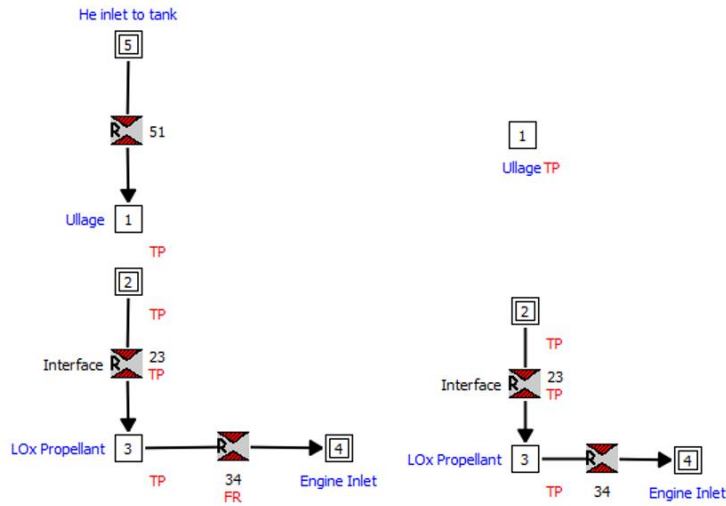 He inlet to tank
5
R 51
Ullage 1
TP
2
TP
Interface R 23
TP
LOx Propellant 3 R 4
TP 34 Engine Inlet
FR
1
Ullage TP
2
TP
Interface R 23
TP
LOx Propellant 3 R 4
TP 34 Engine Inlet